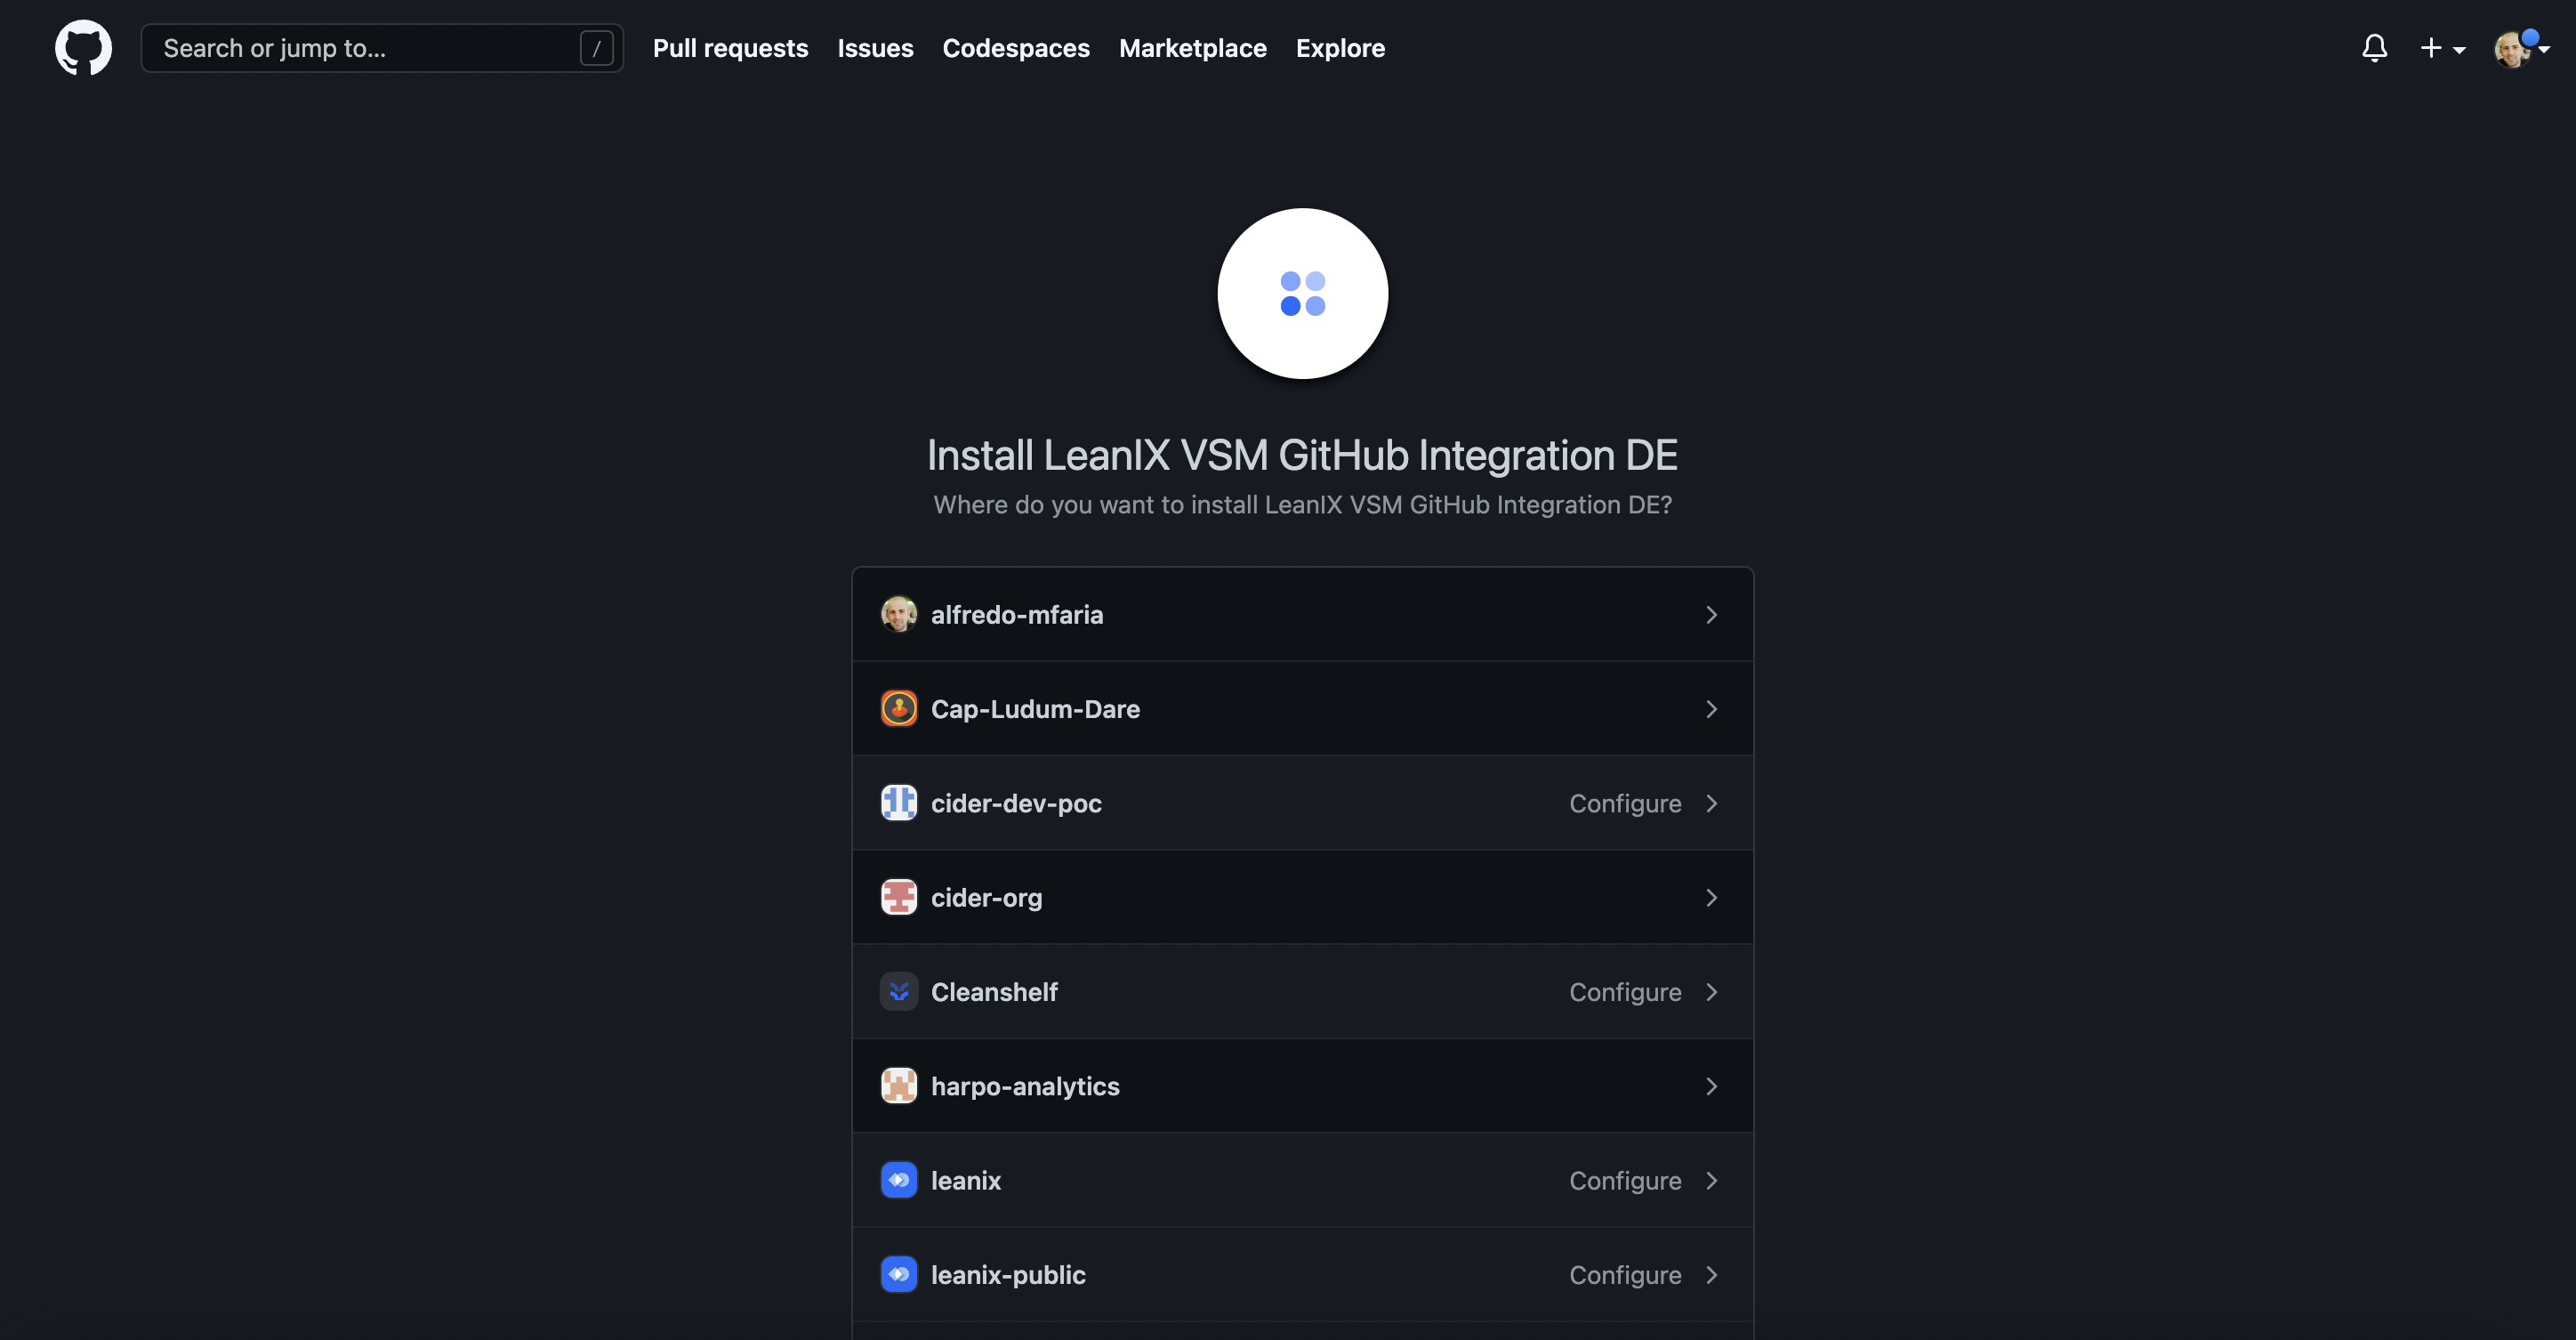 Search or jump to... / Pull requests Issues Codespaces Marketplace Explore
Install LeanIX VSM GitHub Integration DE
Where do you want to install LeanIX VSM GitHub Integration DE?
alfredo-mfaria
Cap-Ludum-Dare
cider-dev-poc Configure
cider-org
Cleanshelf Configure
harpo-analytics
leanix Configure
leanix-public Configure